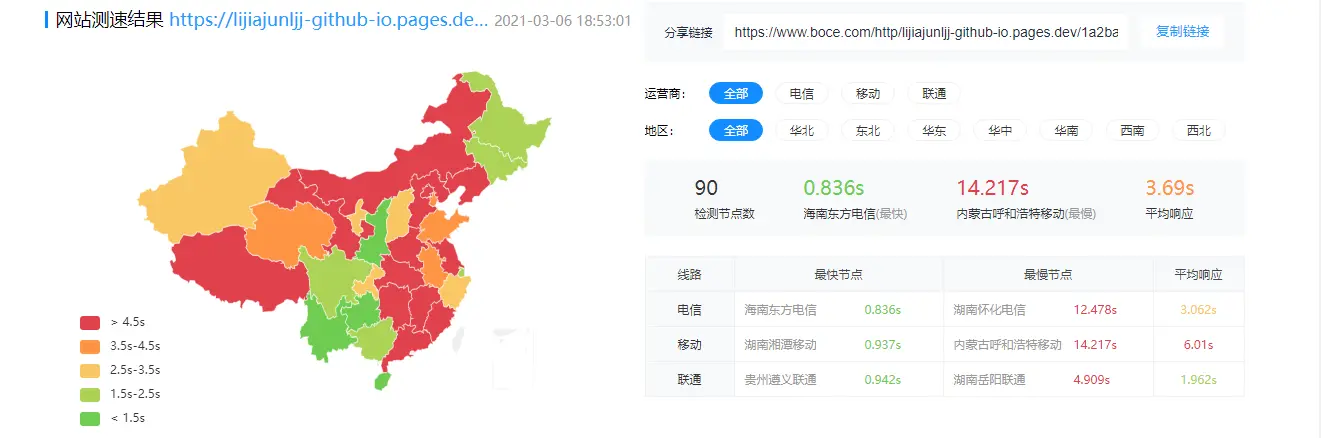 网站测速结果 https://lijiajunljj-github-io.pages.de... 2021-03-06 18:53:01
> 4.5s
3.5s-4.5s
2.5s-3.5s
1.5s-2.5s
< 1.5s
分享链接 https://www.boce.com/http/lijiajunljj-github-io.pages.dev/1a2ba 复制链接
运营商： 全部 电信 移动 联通
地区： 全部 华北 东北 华东 华中 华南 西南 西北
90 0.836s 14.217s 3.69s
检测节点数 海南东方电信(最快) 内蒙古呼和浩特移动(最慢) 平均响应
线路 最快节点 最慢节点 平均响应
电信 海南东方电信 0.836s 湖南怀化电信 12.478s 3.062s
移动 湖南湘潭移动 0.937s 内蒙古呼和浩特移动 14.217s 6.01s
联通 贵州遵义联通 0.942s 湖南岳阳联通 4.909s 1.962s